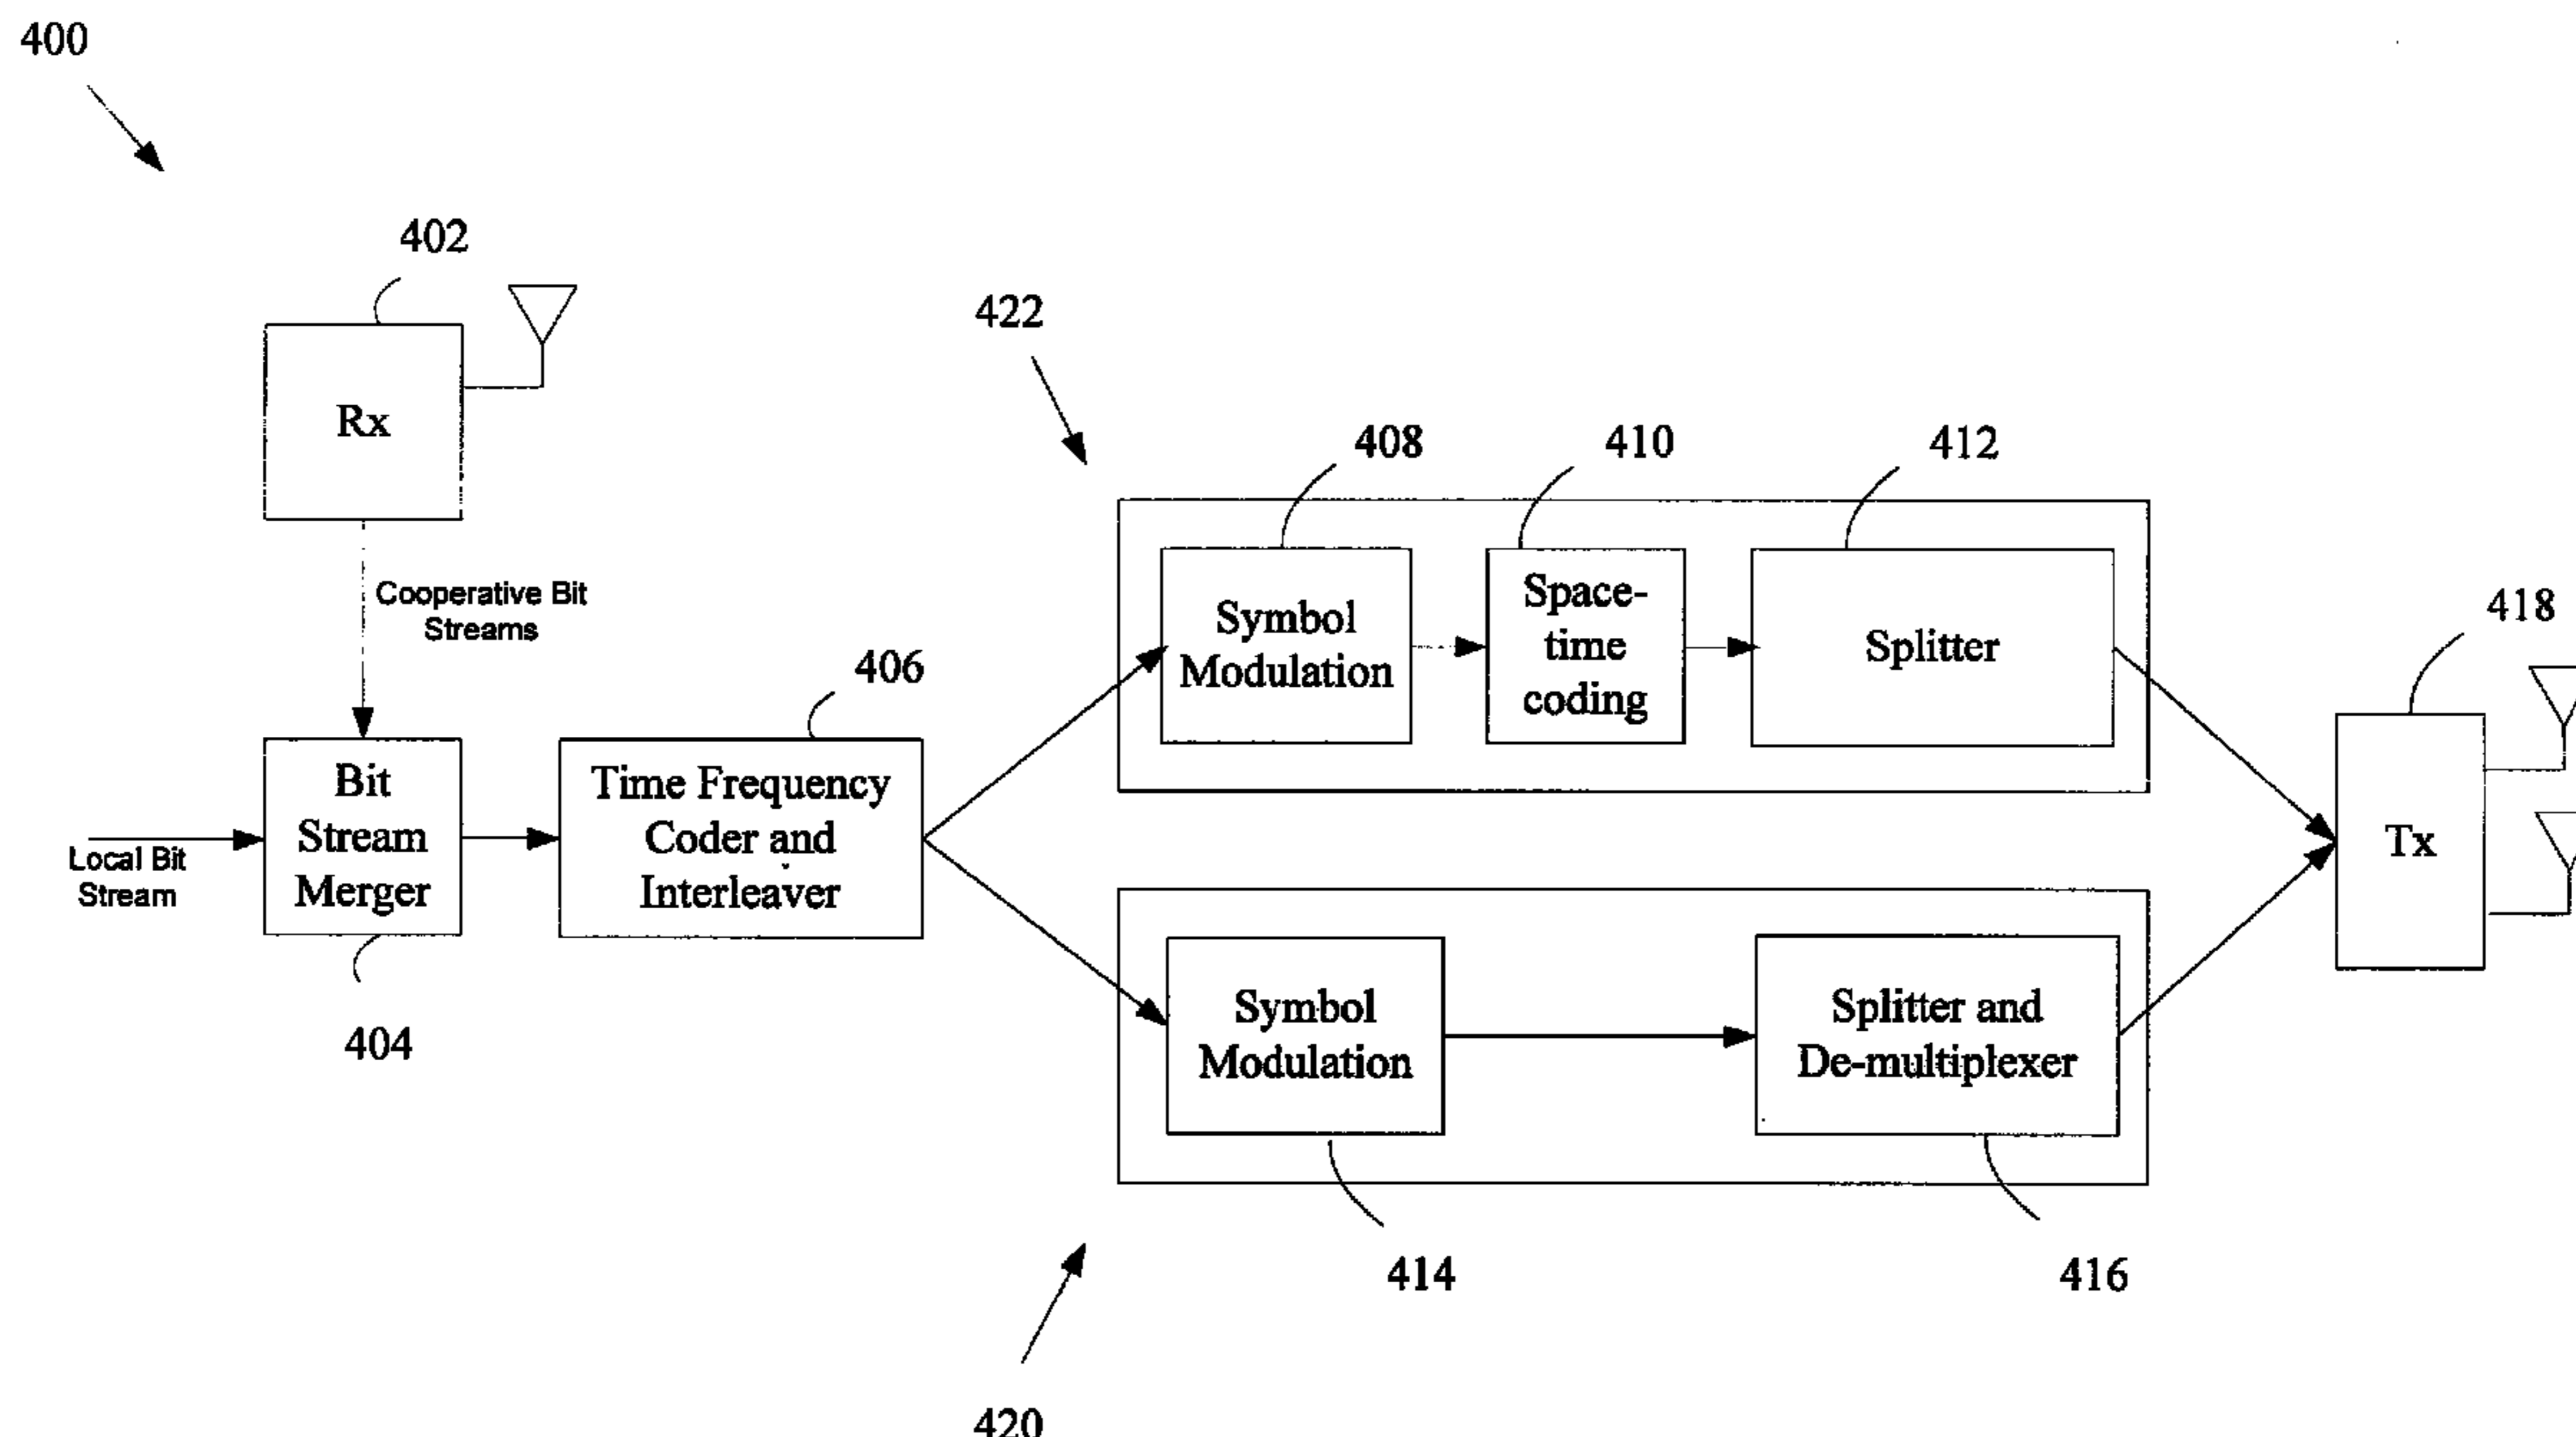 400
402
Rx
Cooperative Bit
Streams
422
408
410
412
Symbol
Modulation
Space-
time
coding
Splitter
418
406
Bit
Stream
Merger
Time Frequency
Coder and
Interleaver
Local Bit
Stream
Tx
404
Symbol
Modulation
Splitter and
De-multiplexer
414
416
420